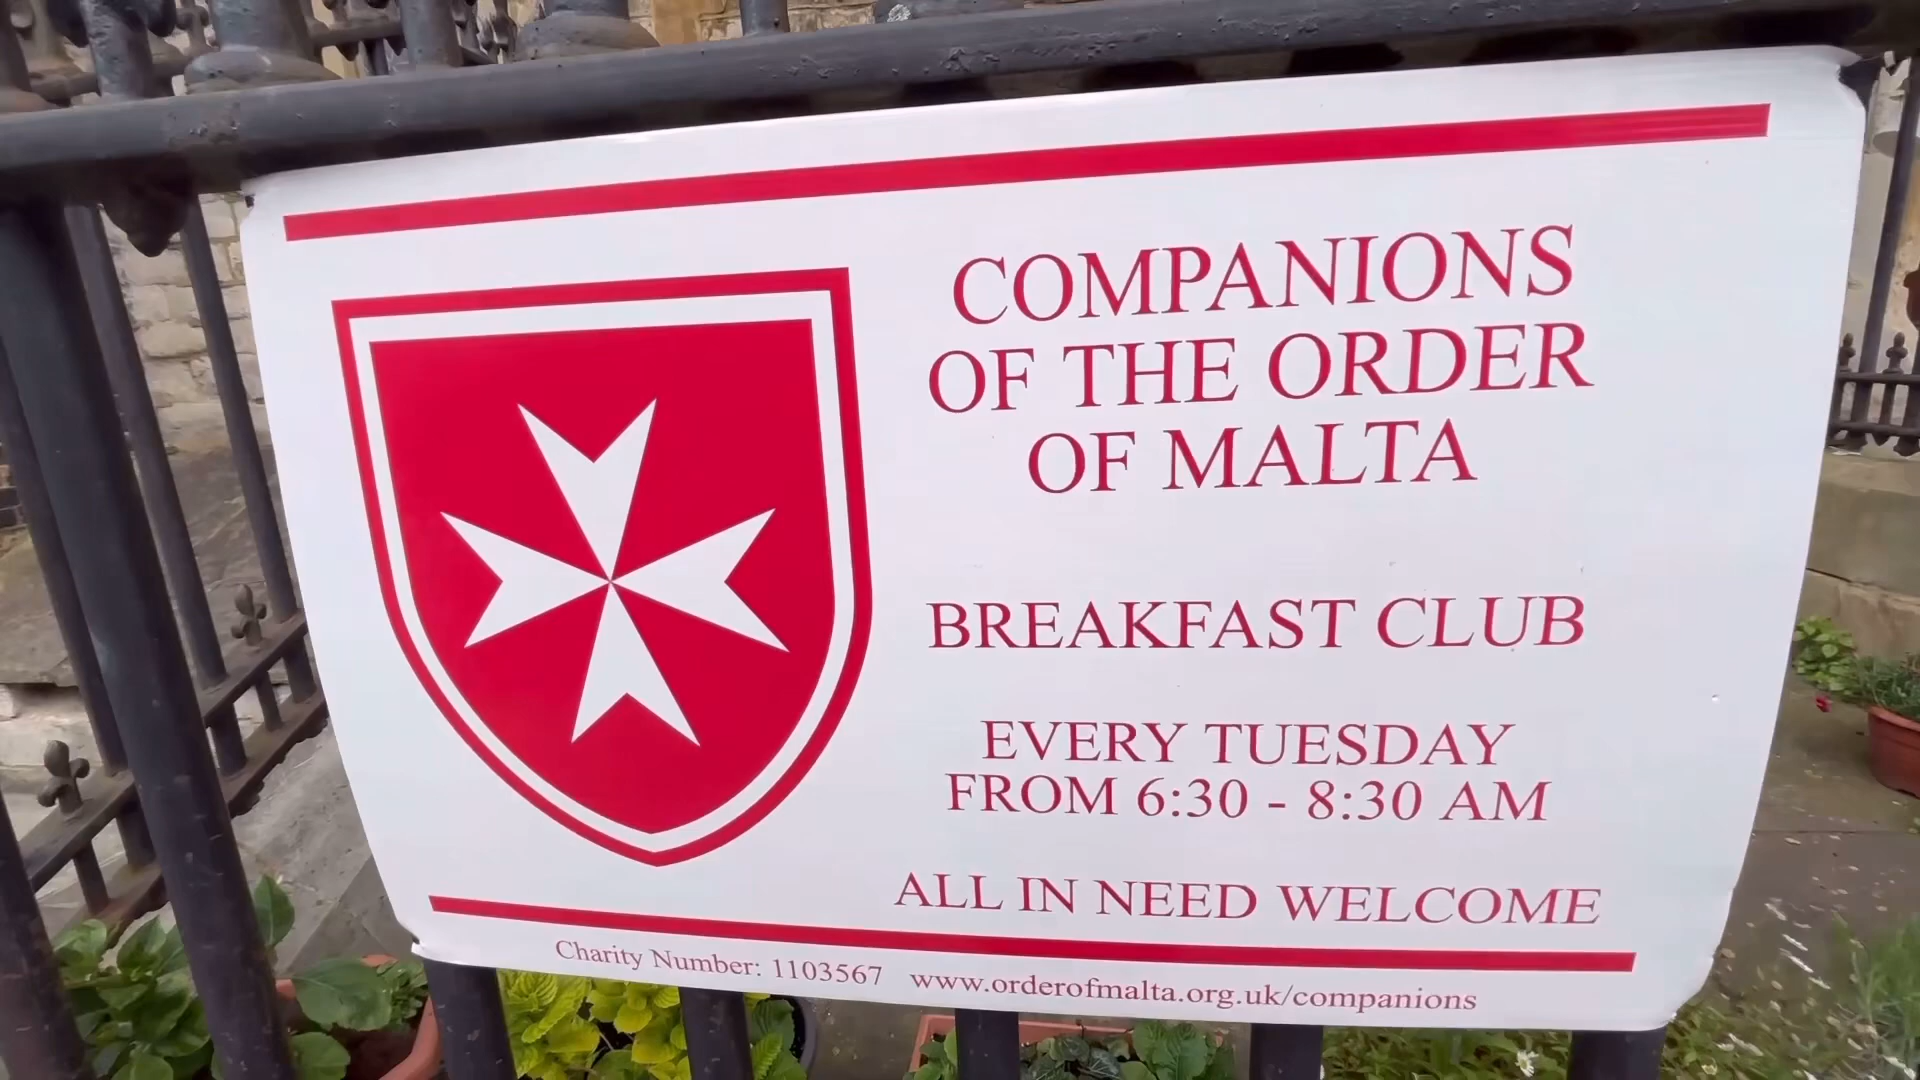 COMPANIONS
OF THE ORDER
OF MALTA
BREAKFAST CLUB
EVERY TUESDAY
FROM 6:30 - 8:30 AM
ALL IN NEED WELCOME
Charity Number: 1103567 www.orderofmalta.org.uk/companions